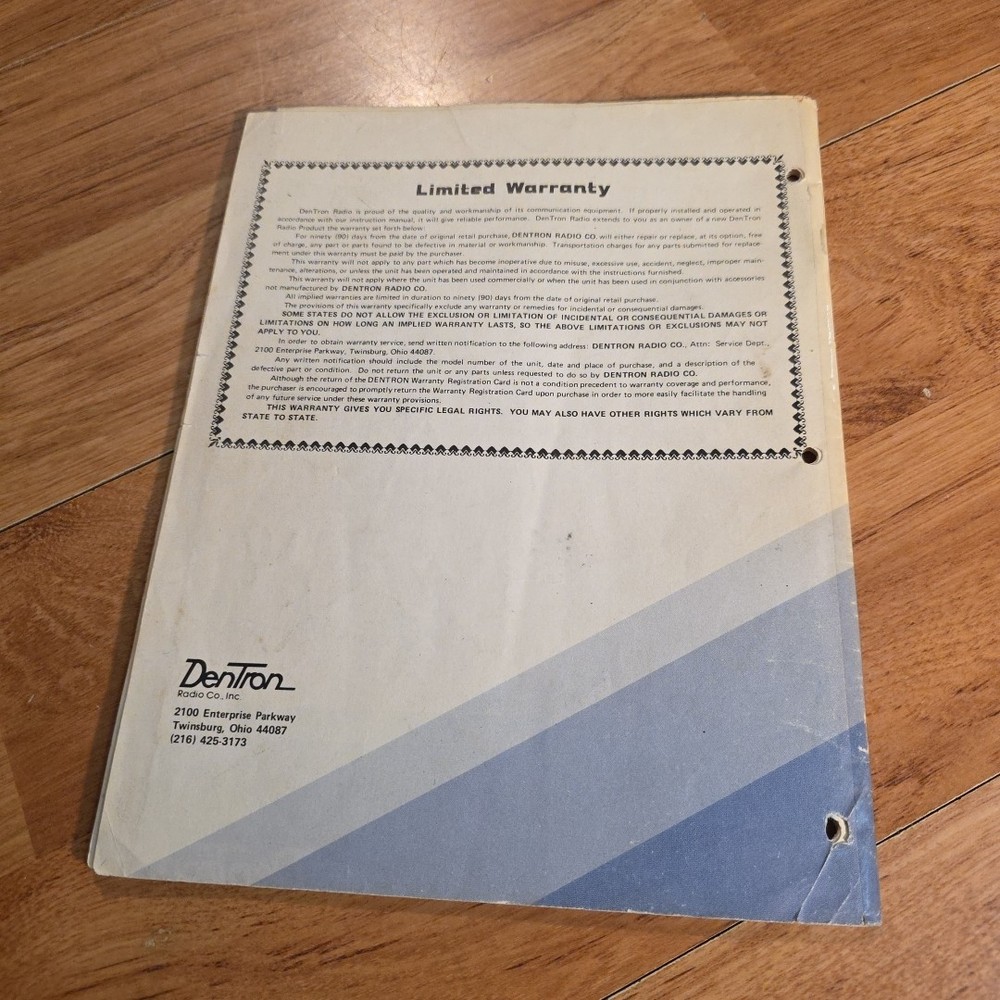 Limited Warranty
DenTron Radio is proud of the quality and workmanship of its communication equipment. If properly installed and operated in
accordance with our instruction manual, it will give reliable performance. DenTron Radio extends to you as an owner of a new DenTron
Radio Product the warranty set forth below:
For ninety (90) days from the date of original retail purchase, DENTRON RADIO CO. will either repair or replace, at its option, free
of charge, any part or parts found to be defective in material or workmanship. Transportation charges for any parts submitted for replace-
ment under this warranty must be paid by the purchaser.
This warranty will not apply to any part which has become inoperative due to misuse, excessive use, accident, neglect, improper main-
tenance, alterations, or unless the unit has been operated and maintained in accordance with the instructions furnished.
This warranty will not apply where the unit has been used commercially or when the unit has been used in conjunction with accessories
not manufactured by DENTRON RADIO CO.
All implied warranties are limited in duration to ninety (90) days from the date of original retail purchase.
The provisions of this warranty specifically exclude any warranty or remedies for incidental or consequential damages.
SOME STATES DO NOT ALLOW THE EXCLUSION OR LIMITATION OF INCIDENTAL OR CONSEQUENTIAL DAMAGES OR
LIMITATIONS ON HOW LONG AN IMPLIED WARRANTY LASTS, SO THE ABOVE LIMITATIONS OR EXCLUSIONS MAY NOT
APPLY TO YOU.
In order to obtain warranty service, send written notification to the following address: DENTRON RADIO CO., Attn: Service Dept.,
2100 Enterprise Parkway, Twinsburg, Ohio 44087.
Any written notification should include the model number of the unit, date and place of purchase, and a description of the
defective part or condition. Do not return the unit or any parts unless requested to do so by DENTRON RADIO CO.
Although the return of the DENTRON Warranty Registration Card is not a condition precedent to warranty coverage and performance,
the purchaser is encouraged to promptly return the Warranty Registration Card upon purchase in order to more easily facilitate the handling
of any future service under these warranty provisions.
THIS WARRANTY GIVES YOU SPECIFIC LEGAL RIGHTS. YOU MAY ALSO HAVE OTHER RIGHTS WHICH VARY FROM
STATE TO STATE.
DenTron
Radio Co., Inc.
2100 Enterprise Parkway
Twinsburg, Ohio 44087
(216) 425-3173